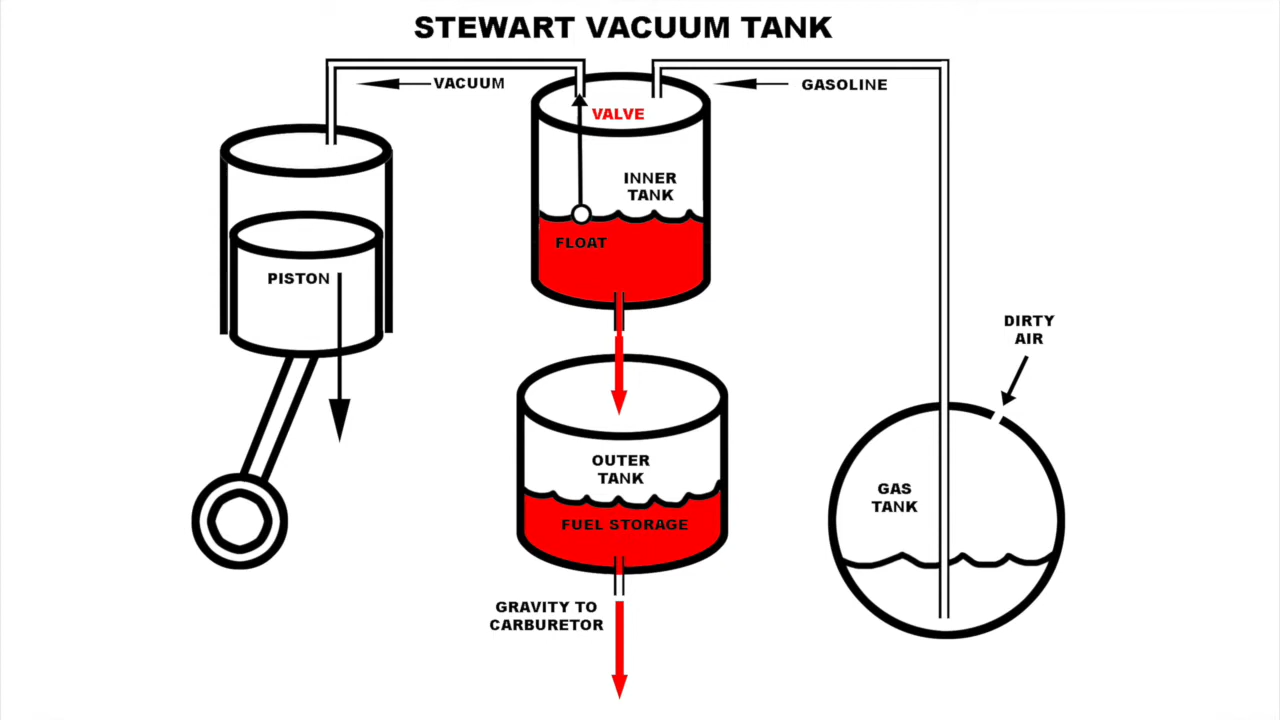 STEWART VACUUM TANK
VACUUM
GASOLINE
VALVE
INNER
TANK
FLOAT
PISTON
DIRTY
AIR
OUTER
TANK
GAS
TANK
FUEL STORAGE
GRAVITY TO
CARBURETOR